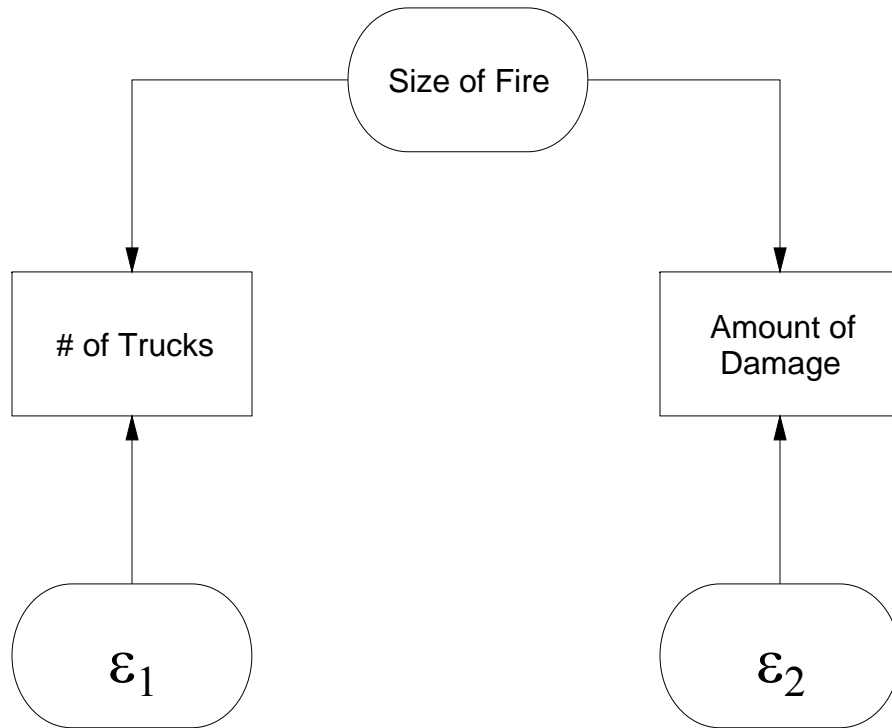 Size of Fire
# of Trucks
Amount of
Damage
ε1
ε2